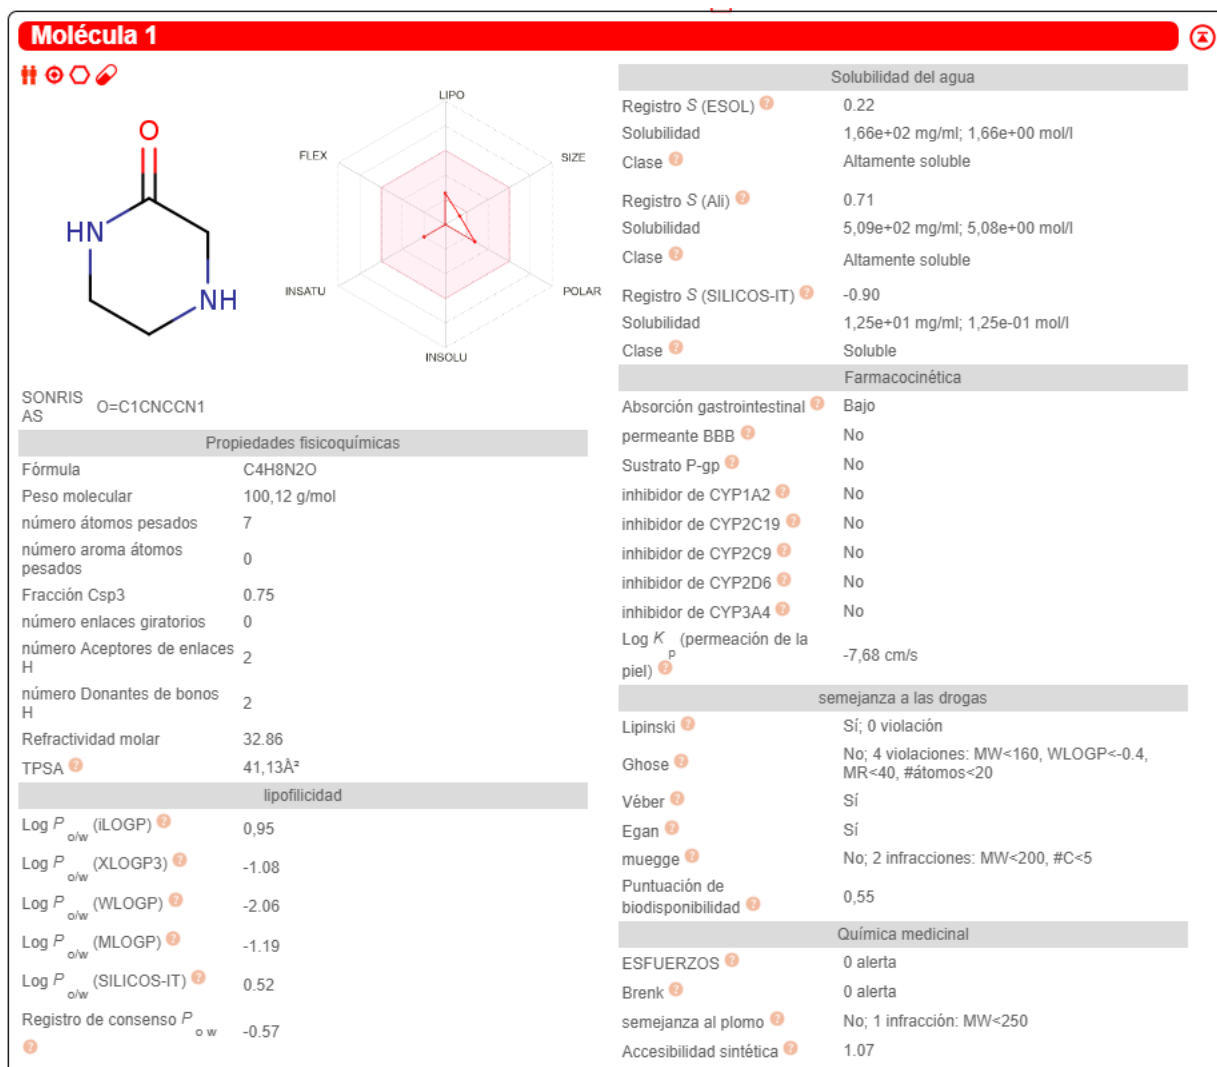 Molécula 1
O
HN
NH
LIPO
FLEX
SIZE
INSATU
POLAR
INSOLU
SONRIS
AS
O=C1CNCCN1
Propiedades fisicoquímicas
Fórmula C4H8N2O
Peso molecular 100,12 g/mol
número átomos pesados 7
número aroma átomos
pesados 0
Fracción Csp3 0.75
número enlaces giratorios 0
número Aceptores de enlaces
H 2
número Donantes de bonos
H 2
Refractividad molar 32.86
TPSA ? 41,13Å²
lipofilicidad
Log P o/w (iLOGP) ? 0,95
Log P o/w (XLOGP3) ? -1.08
Log P o/w (WLOGP) ? -2.06
Log P o/w (MLOGP) ? -1.19
Log P o/w (SILICOS-IT) ? 0.52
Registro de consenso P o w
? -0.57
Solubilidad del agua
Registro S (ESOL) ? 0.22
Solubilidad 1,66e+02 mg/ml; 1,66e+00 mol/l
Clase ? Altamente soluble
Registro S (Ali) ? 0.71
Solubilidad 5,09e+02 mg/ml; 5,08e+00 mol/l
Clase ? Altamente soluble
Registro S (SILICOS-IT) ? -0.90
Solubilidad 1,25e+01 mg/ml; 1,25e-01 mol/l
Clase ? Soluble
Farmacocinética
Absorción gastrointestinal ? Bajo
permeante BBB ? No
Sustrato P-gp ? No
inhibidor de CYP1A2 ? No
inhibidor de CYP2C19 ? No
inhibidor de CYP2C9 ? No
inhibidor de CYP2D6 ? No
inhibidor de CYP3A4 ? No
Log K p (permeación de la
piel) ? -7,68 cm/s
semejanza a las drogas
Lipinski ? Sí; 0 violación
Ghose ? No; 4 violaciones: MW<160, WLOGP<-0.4,
MR<40, #átomos<20
Véber ? Sí
Egan ? Sí
muegge ? No; 2 infracciones: MW<200, #C<5
Puntuación de
biodisponibilidad ? 0,55
Química medicinal
ESFUERZOS ? 0 alerta
Brenk ? 0 alerta
semejanza al plomo ? No; 1 infracción: MW<250
Accesibilidad sintética ? 1.07